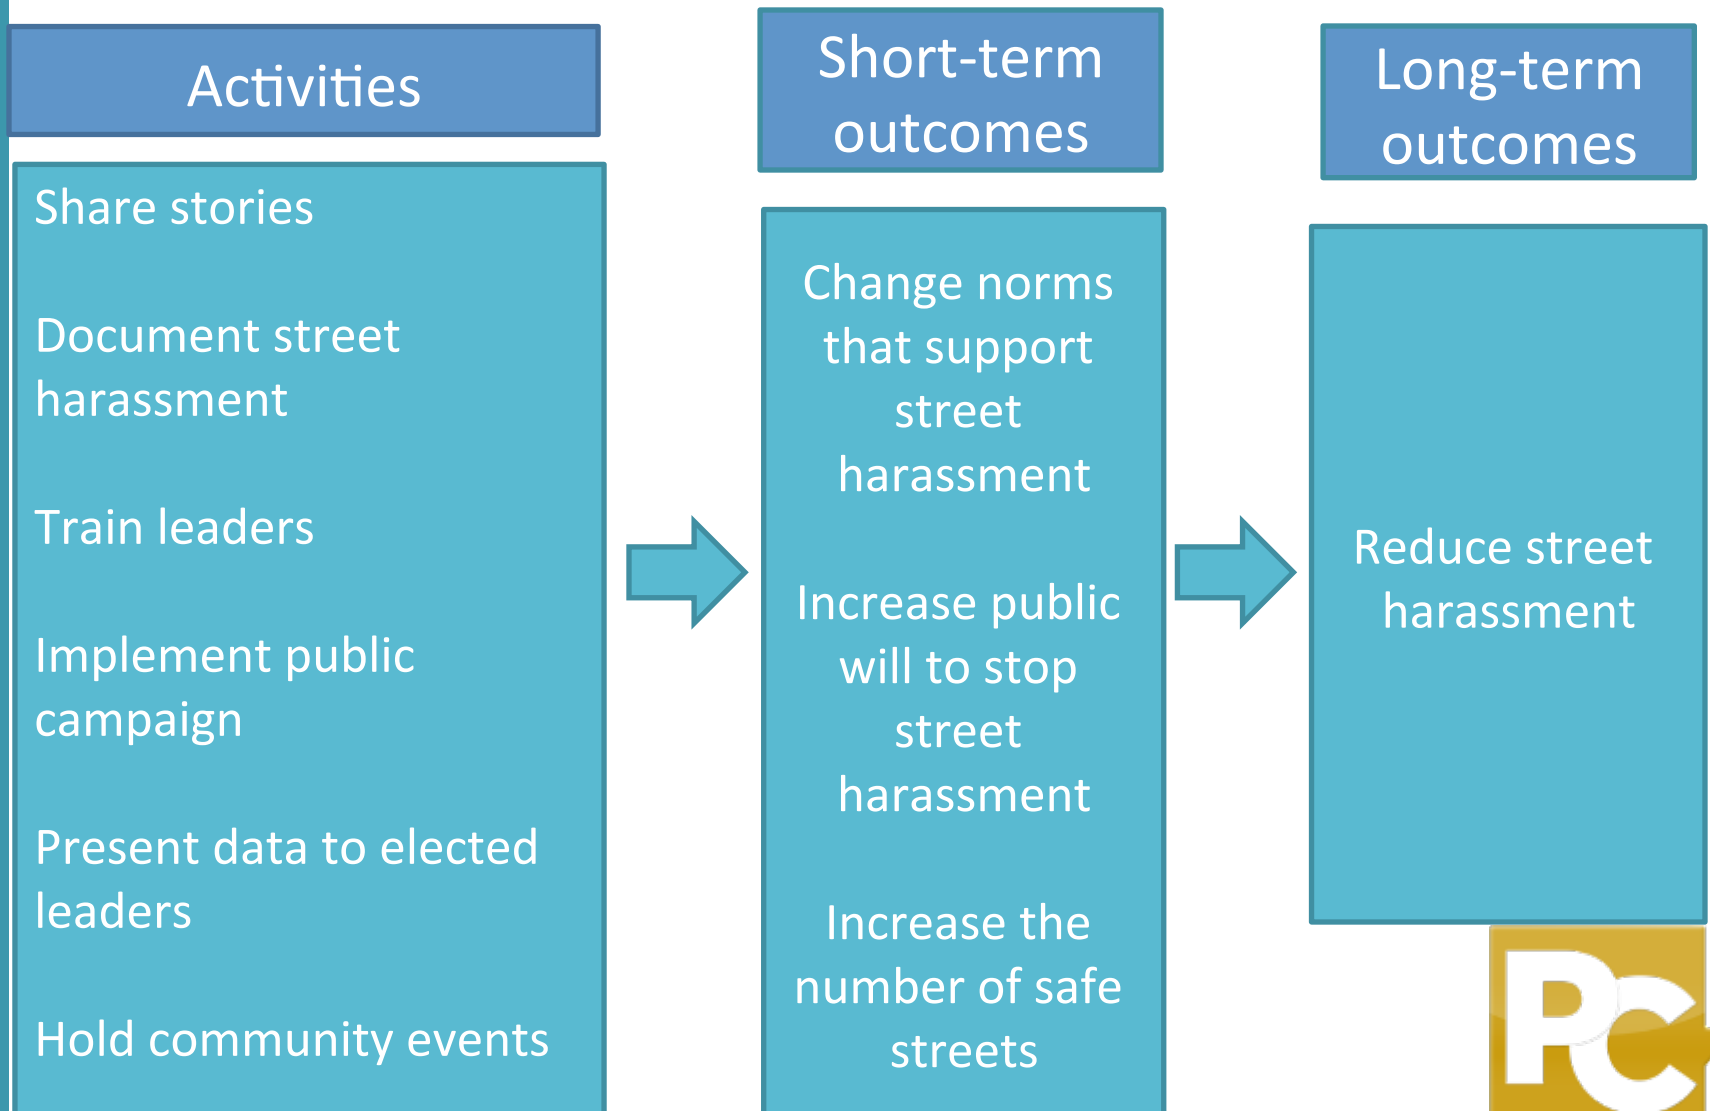 Activities
Share stories
Document street
harassment
Train leaders
Implement public
campaign
Present data to elected
leaders
Hold community events
Short-term
outcomes
Change norms
that support
street
harassment
Increase public
will to stop
street
harassment
Increase the
number of safe
streets
Long-term
outcomes
Reduce street
harassment
PC